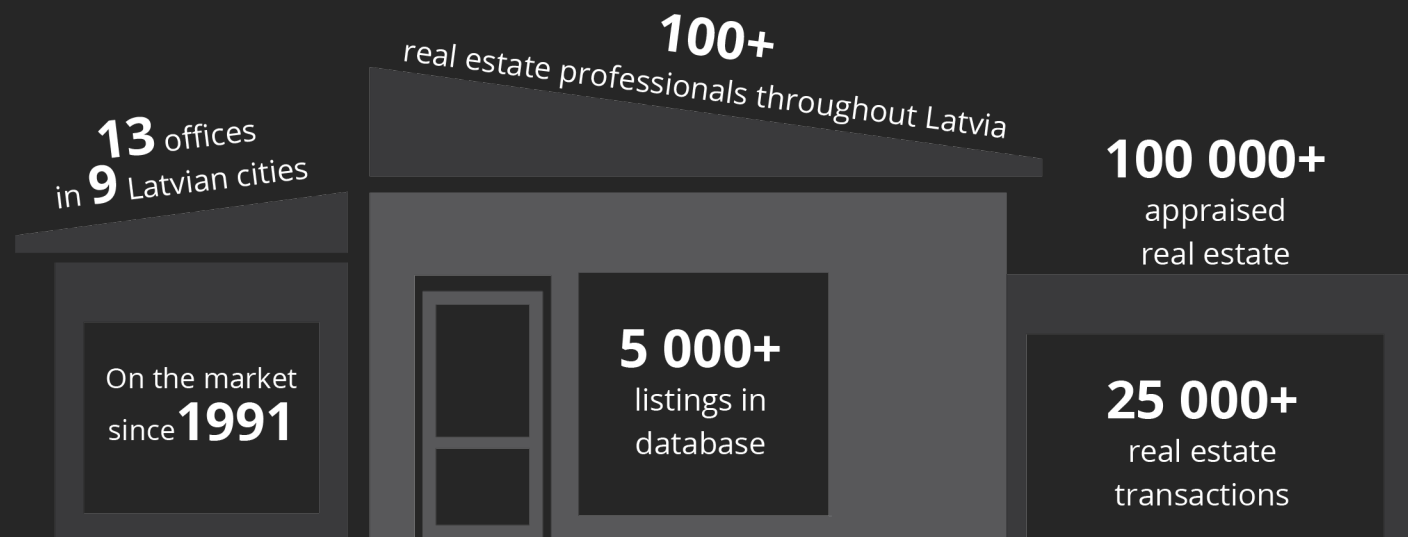 100+
real estate professionals throughout Latvia
13 offices
in 9 Latvian cities
100 000+
appraised
real estate
On the market
since 1991
5 000+
listings in
database
25 000+
real estate
transactions